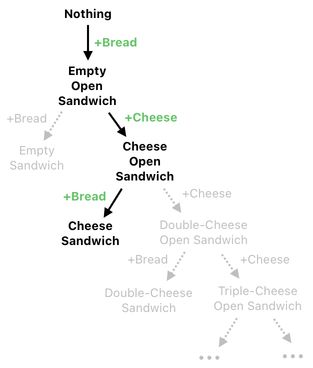 Nothing
+Bread
Empty
Open
Sandwich
+Bread
+Cheese
Empty
Sandwich
Cheese
Open
Sandwich
+Bread
+Cheese
Cheese
Sandwich
Double-Cheese
Open Sandwich
+Bread
+Cheese
Double-Cheese
Sandwich
Triple-Cheese
Open Sandwich
•••
•••